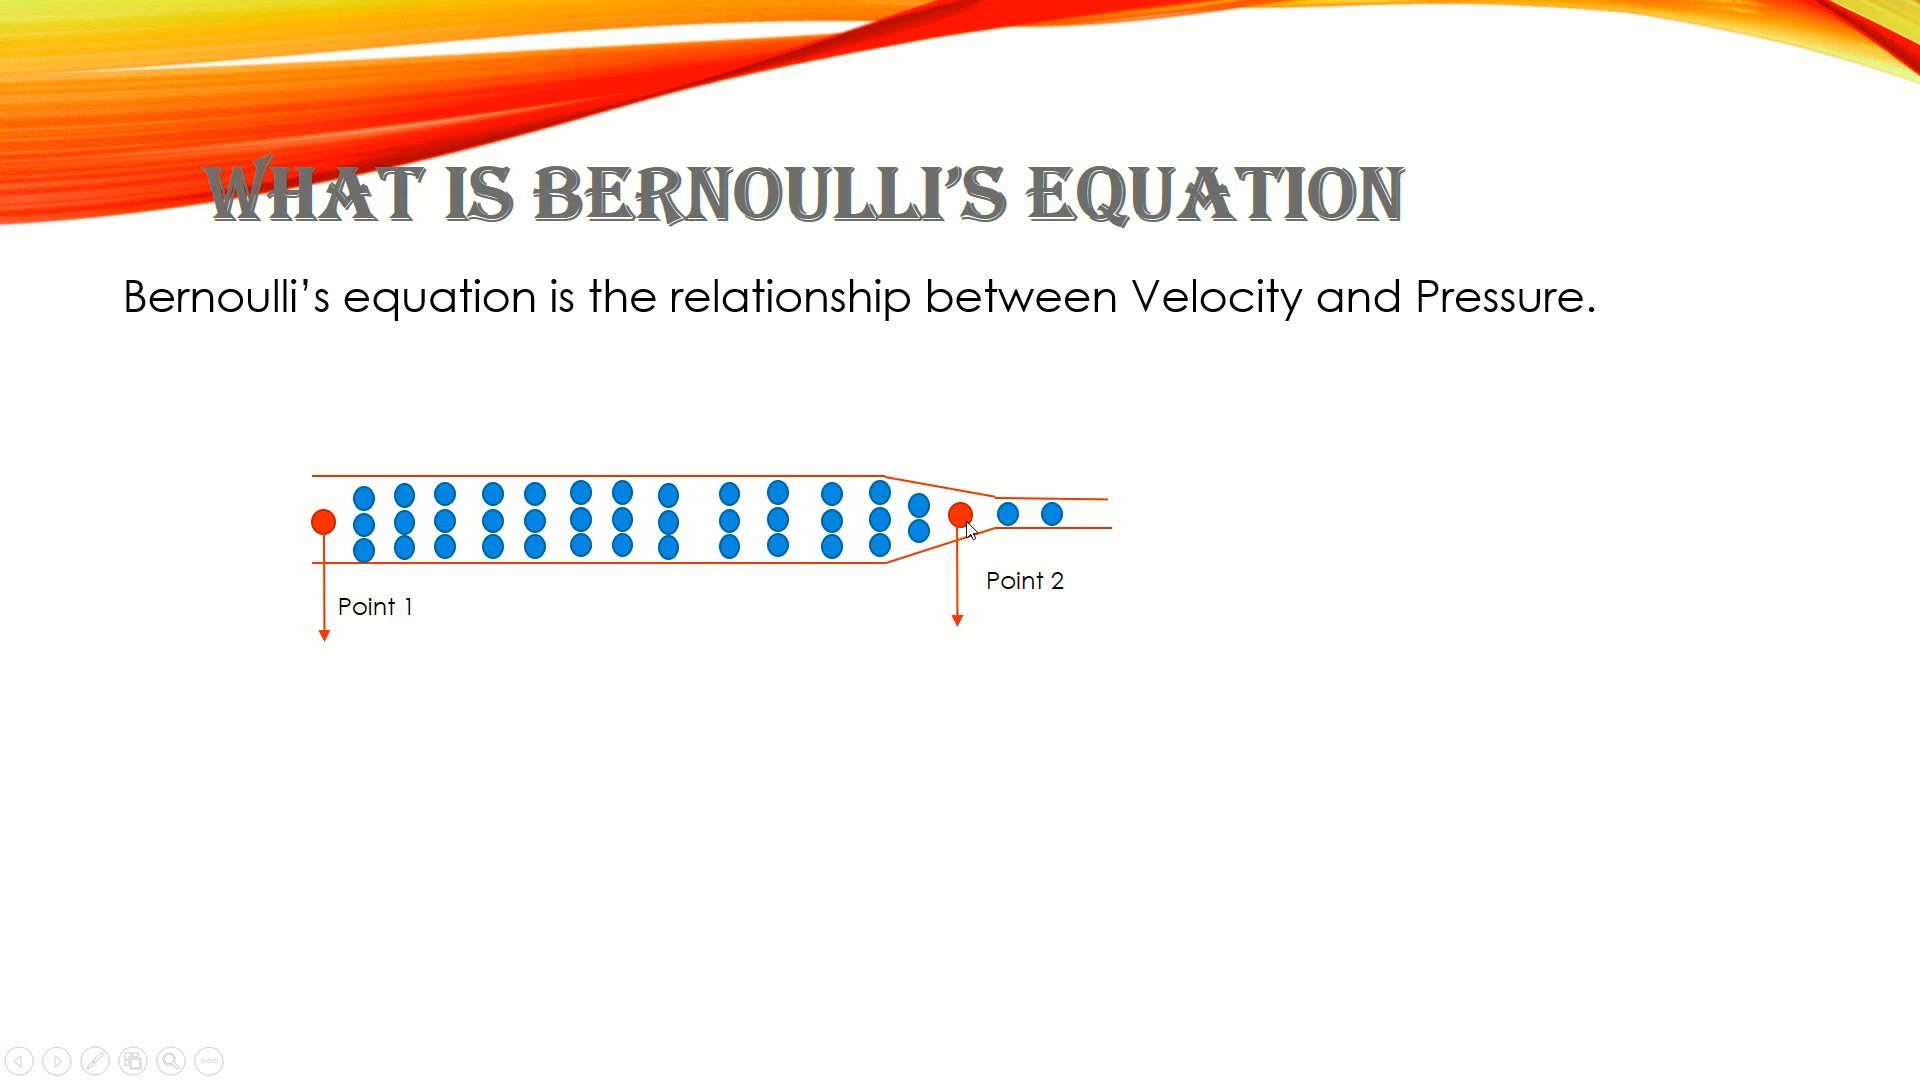 WHAT IS BERNOULLI’S EQUATION
Bernoulli’s equation is the relationship between Velocity and Pressure.
Point 2
Point 1